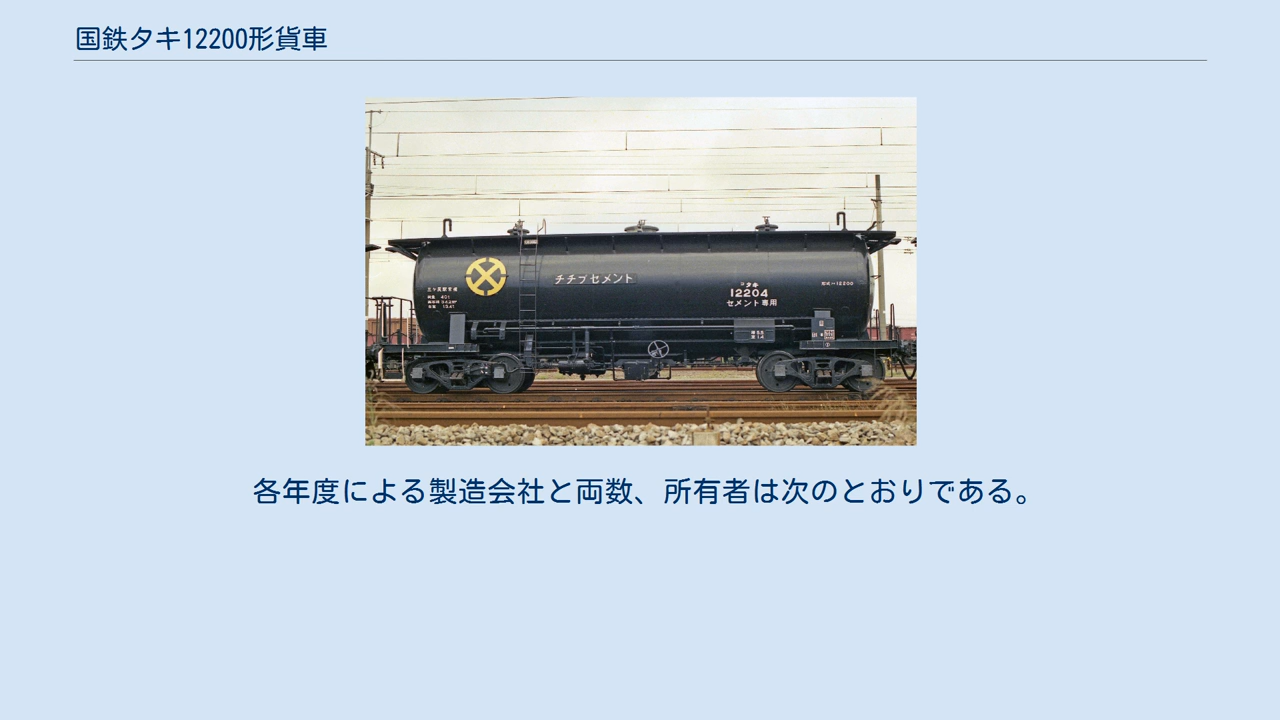 国鉄タキ12200形貨車
チチブセメント
コタキ
12204
セメント専用
各年度による製造会社と両数、所有者は次のとおりである。